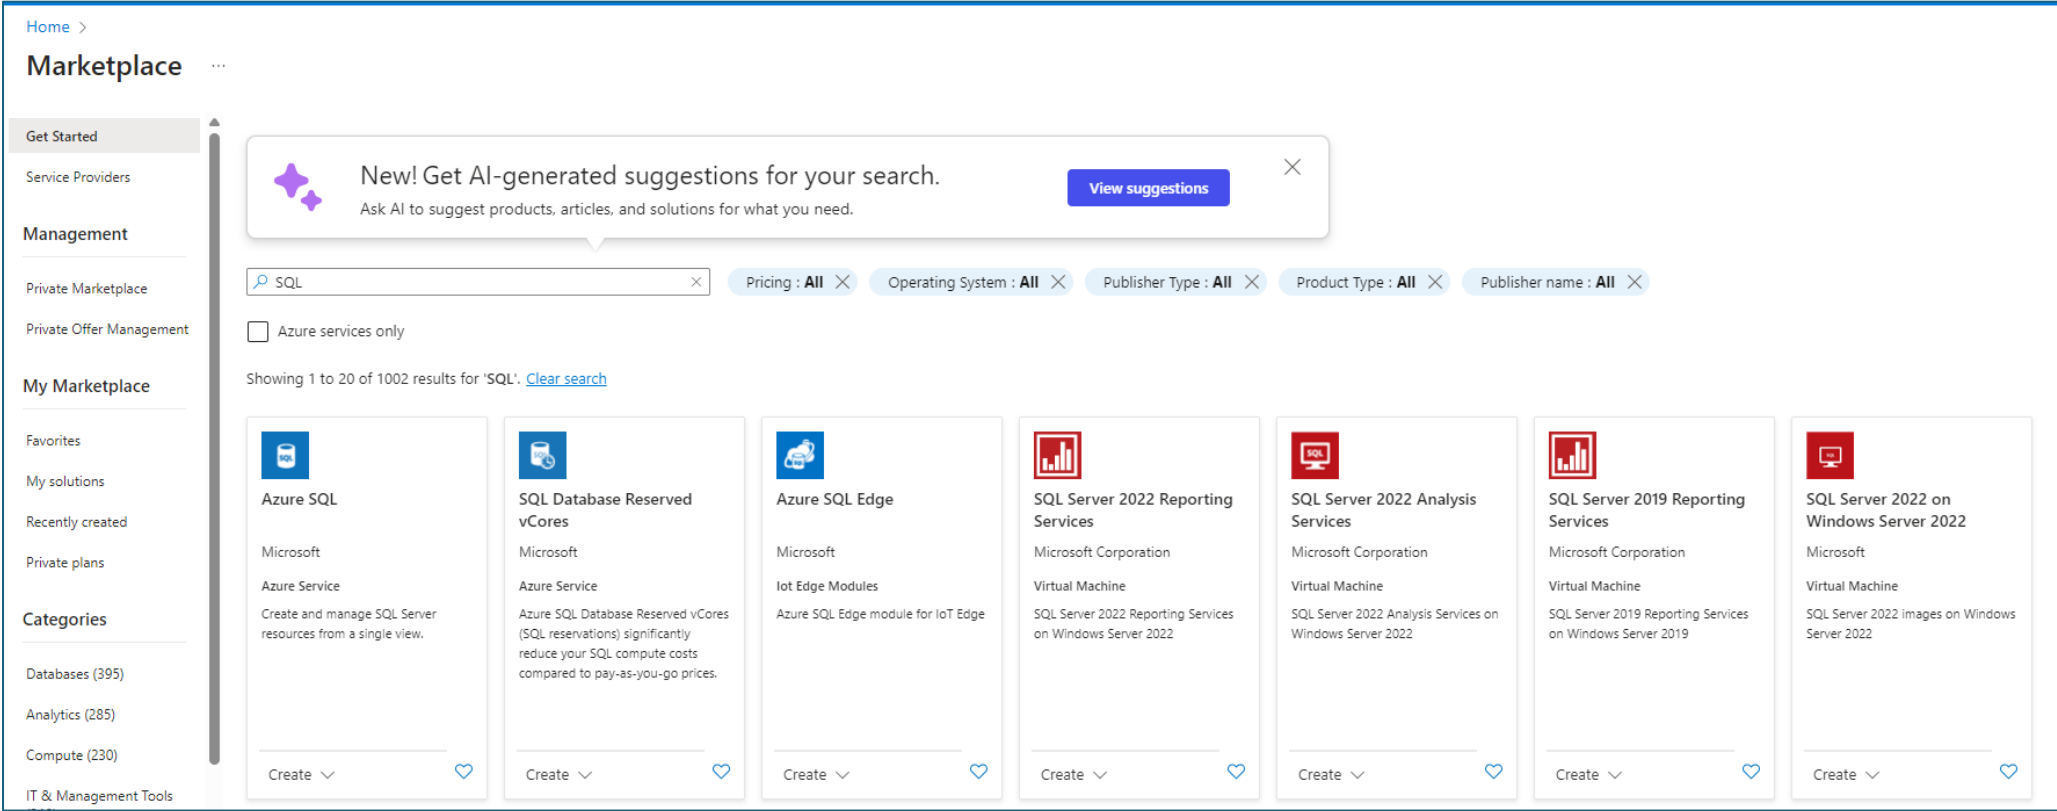 Home >
Marketplace ...
Get Started
Service Providers
Management
Private Marketplace
Private Offer Management
My Marketplace
Favorites
My solutions
Recently created
Private plans
Categories
Databases (395)
Analytics (285)
Compute (230)
IT & Management Tools
New! Get AI-generated suggestions for your search.
Ask AI to suggest products, articles, and solutions for what you need.
View suggestions
SQL
Pricing : All
Operating System : All
Publisher Type : All
Product Type : All
Publisher name : All
Azure services only
Showing 1 to 20 of 1002 results for 'SQL'. Clear search
SQL
Azure SQL
Microsoft
Azure Service
Create and manage SQL Server
resources from a single view.
Create
SQL
SQL Database Reserved
vCores
Microsoft
Azure Service
Azure SQL Database Reserved vCores
(SQL reservations) significantly
reduce your SQL compute costs
compared to pay-as-you-go prices.
Create
Azure SQL Edge
Microsoft
Iot Edge Modules
Azure SQL Edge module for IoT Edge
Create
SQL Server 2022 Reporting
Services
Microsoft Corporation
Virtual Machine
SQL Server 2022 Reporting Services
on Windows Server 2022
Create
SQL
SQL Server 2022 Analysis
Services
Microsoft Corporation
Virtual Machine
SQL Server 2022 Analysis Services on
Windows Server 2022
Create
SQL Server 2019 Reporting
Services
Microsoft Corporation
Virtual Machine
SQL Server 2019 Reporting Services
on Windows Server 2019
Create
SQL Server 2022 on
Windows Server 2022
Microsoft
Virtual Machine
SQL Server 2022 images on Windows
Server 2022
Create